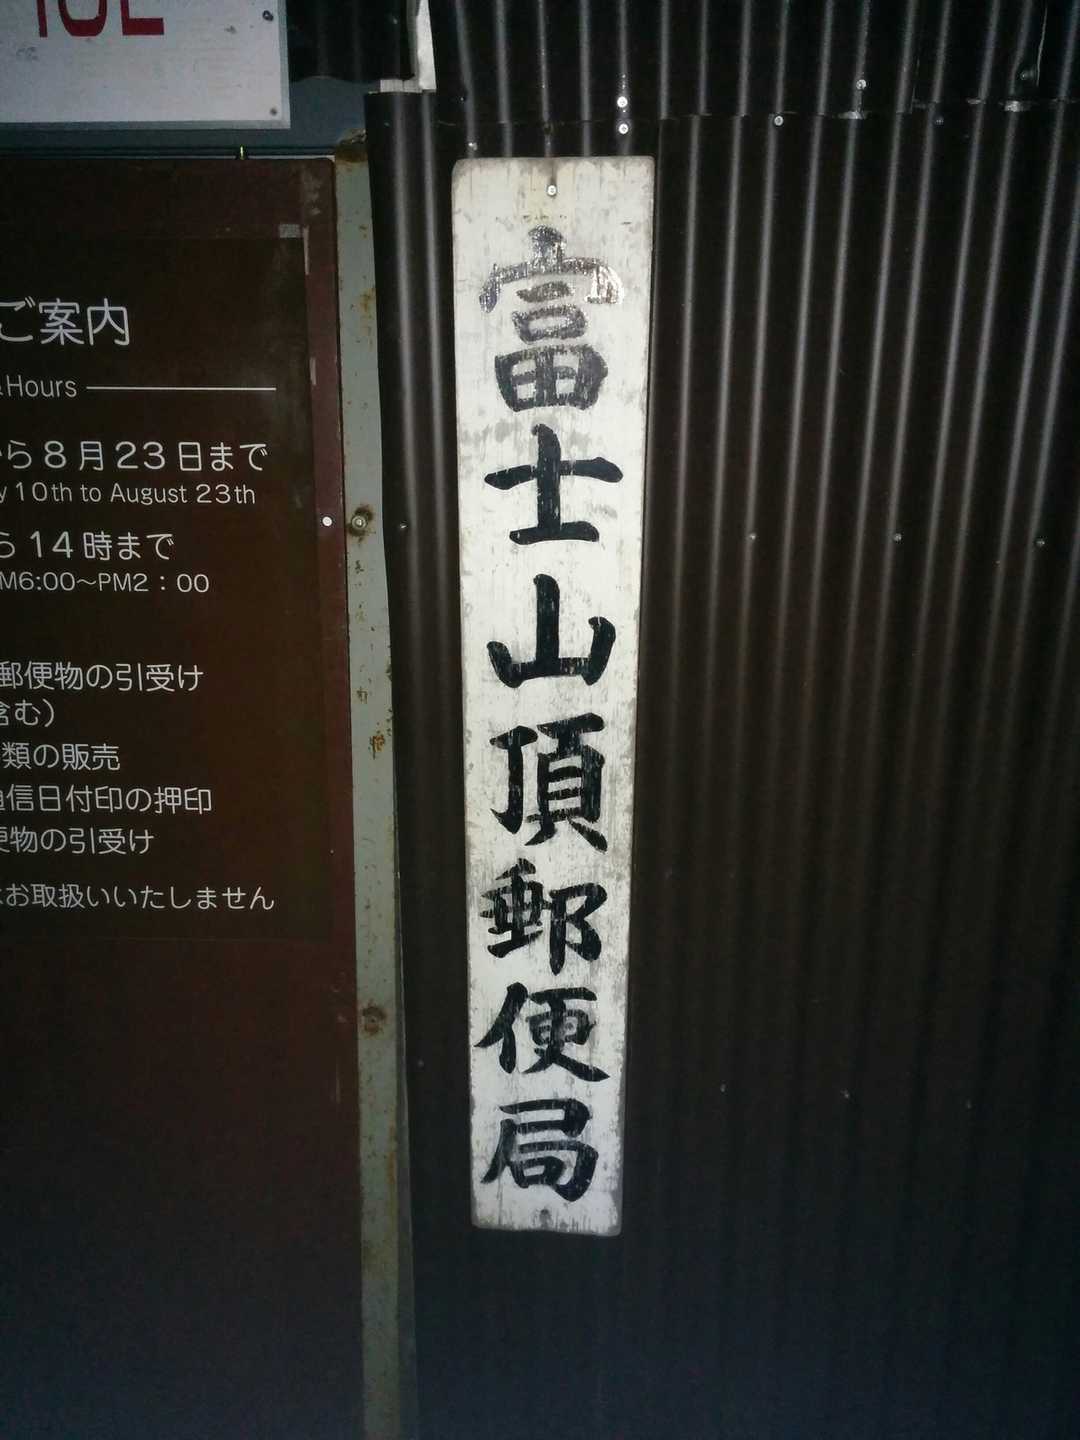 ご案内
Hours
ら8月23日まで
10th to August 23th
ら14時まで
M6:00～PM2：00
郵便物の引受け
含む）
類の販売
信日付印の押印
便物の引受け
お取扱いいたしません
富士山頂郵便局